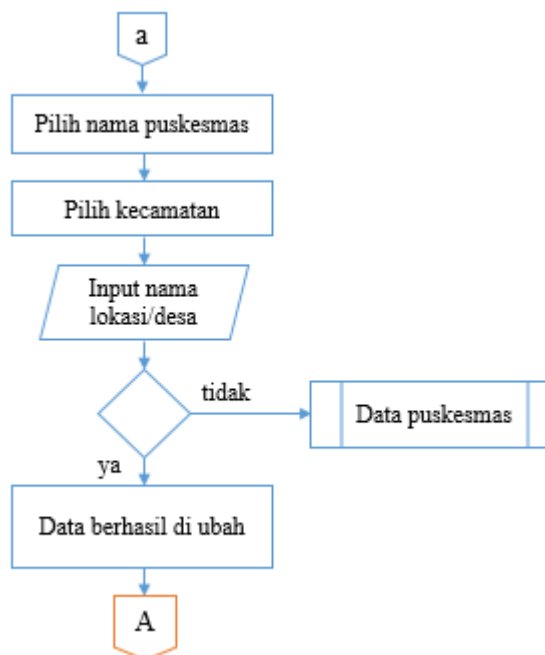 a
Pilih nama puskesmas
Pilih kecamatan
Input nama
lokasi/desa
tidak
Data puskesmas
ya
Data berhasil di ubah
A